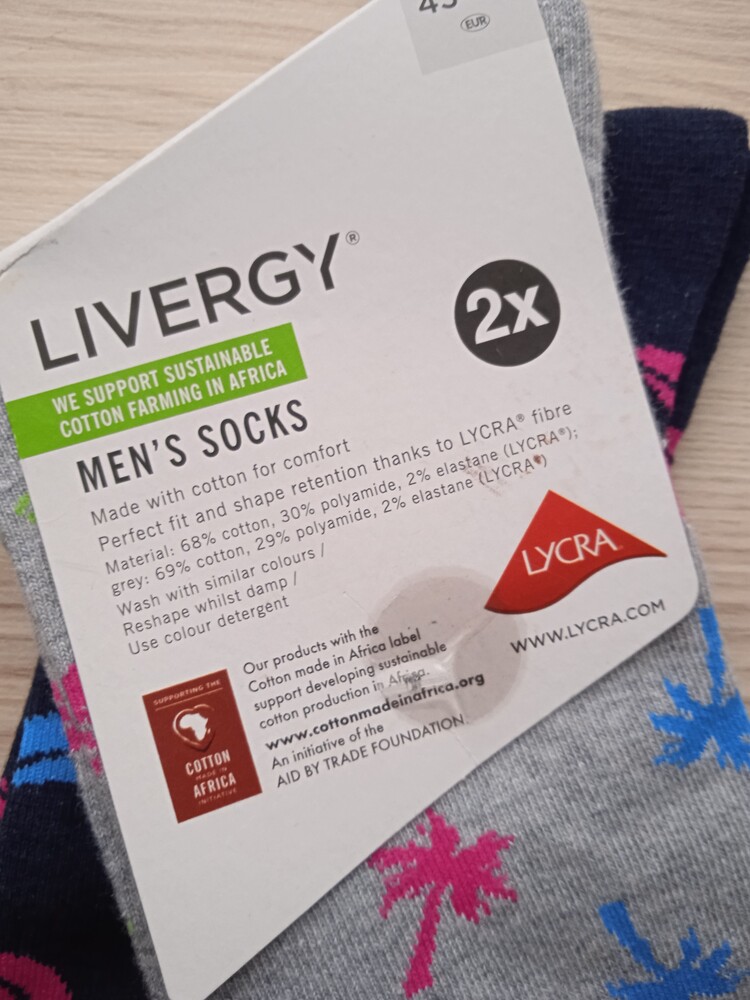 EUR
LIVERGY®
2x
WE SUPPORT SUSTAINABLE
COTTON FARMING IN AFRICA
MEN'S SOCKS
Made with cotton for comfort
Perfect fit and shape retention thanks to LYCRA® fibre
Material: 68% cotton, 30% polyamide, 2% elastane (LYCRA®);
grey: 69% cotton, 29% polyamide, 2% elastane (LYCRA®)
Wash with similar colours /
Reshape whilst damp /
Use colour detergent
LYCRA
WWW.LYCRA.COM
Our products with the
Cotton made in Africa label
support developing sustainable
cotton production in Africa.
www.cottonmadeinafrica.org
An initiative of the
AID BY TRADE FOUNDATION.
SUPPORTING THE
COTTON
MADE IN
AFRICA
INITIATIVE